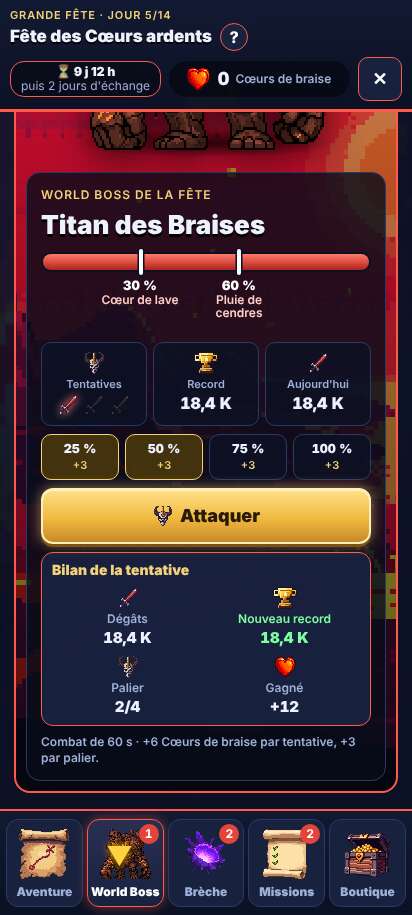 GRANDE FÊTE · JOUR 5/14
Fête des Cœurs ardents ?
⏳ 9 j 12 h
puis 2 jours d'échange
0 Cœurs de braise
✕
WORLD BOSS DE LA FÊTE
Titan des Braises
30 %
Cœur de lave
60 %
Pluie de
cendres
Tentatives
Record
18,4 K
Aujourd'hui
18,4 K
25 %
+3
50 %
+3
75 %
+3
100 %
+3
Attaquer
Bilan de la tentative
Dégâts
18,4 K
Nouveau record
18,4 K
Palier
2/4
Gagné
+12
Combat de 60 s · +6 Cœurs de braise par tentative, +3
par palier.
Aventure
1
World Boss
2
Brèche
2
Missions
Boutique